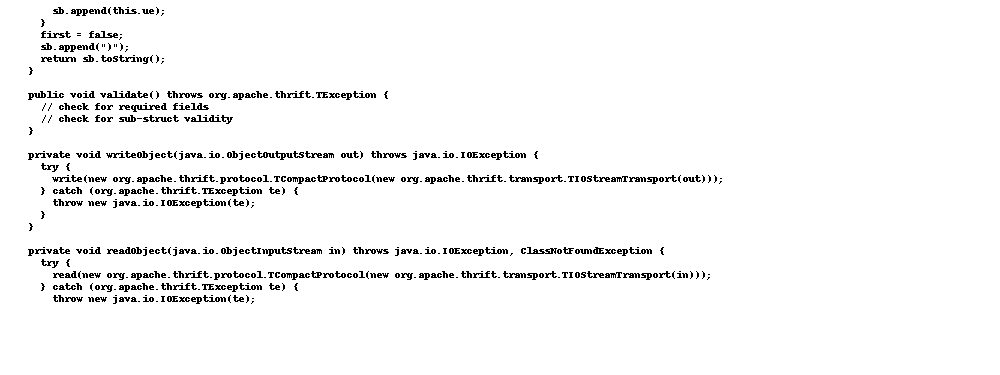 sb.append(this.ue);
    }
    first = false;
    sb.append(")");
    return sb.toString();
  }

  public void validate() throws org.apache.thrift.TException {
    // check for required fields
    // check for sub-struct validity
  }

  private void writeObject(java.io.ObjectOutputStream out) throws java.io.IOException {
    try {
      write(new org.apache.thrift.protocol.TCompactProtocol(new org.apache.thrift.transport.TIOStreamTransport(out)));
    } catch (org.apache.thrift.TException te) {
      throw new java.io.IOException(te);
    }
  }

  private void readObject(java.io.ObjectInputStream in) throws java.io.IOException, ClassNotFoundException {
    try {
      read(new org.apache.thrift.protocol.TCompactProtocol(new org.apache.thrift.transport.TIOStreamTransport(in)));
    } catch (org.apache.thrift.TException te) {
      throw new java.io.IOException(te);